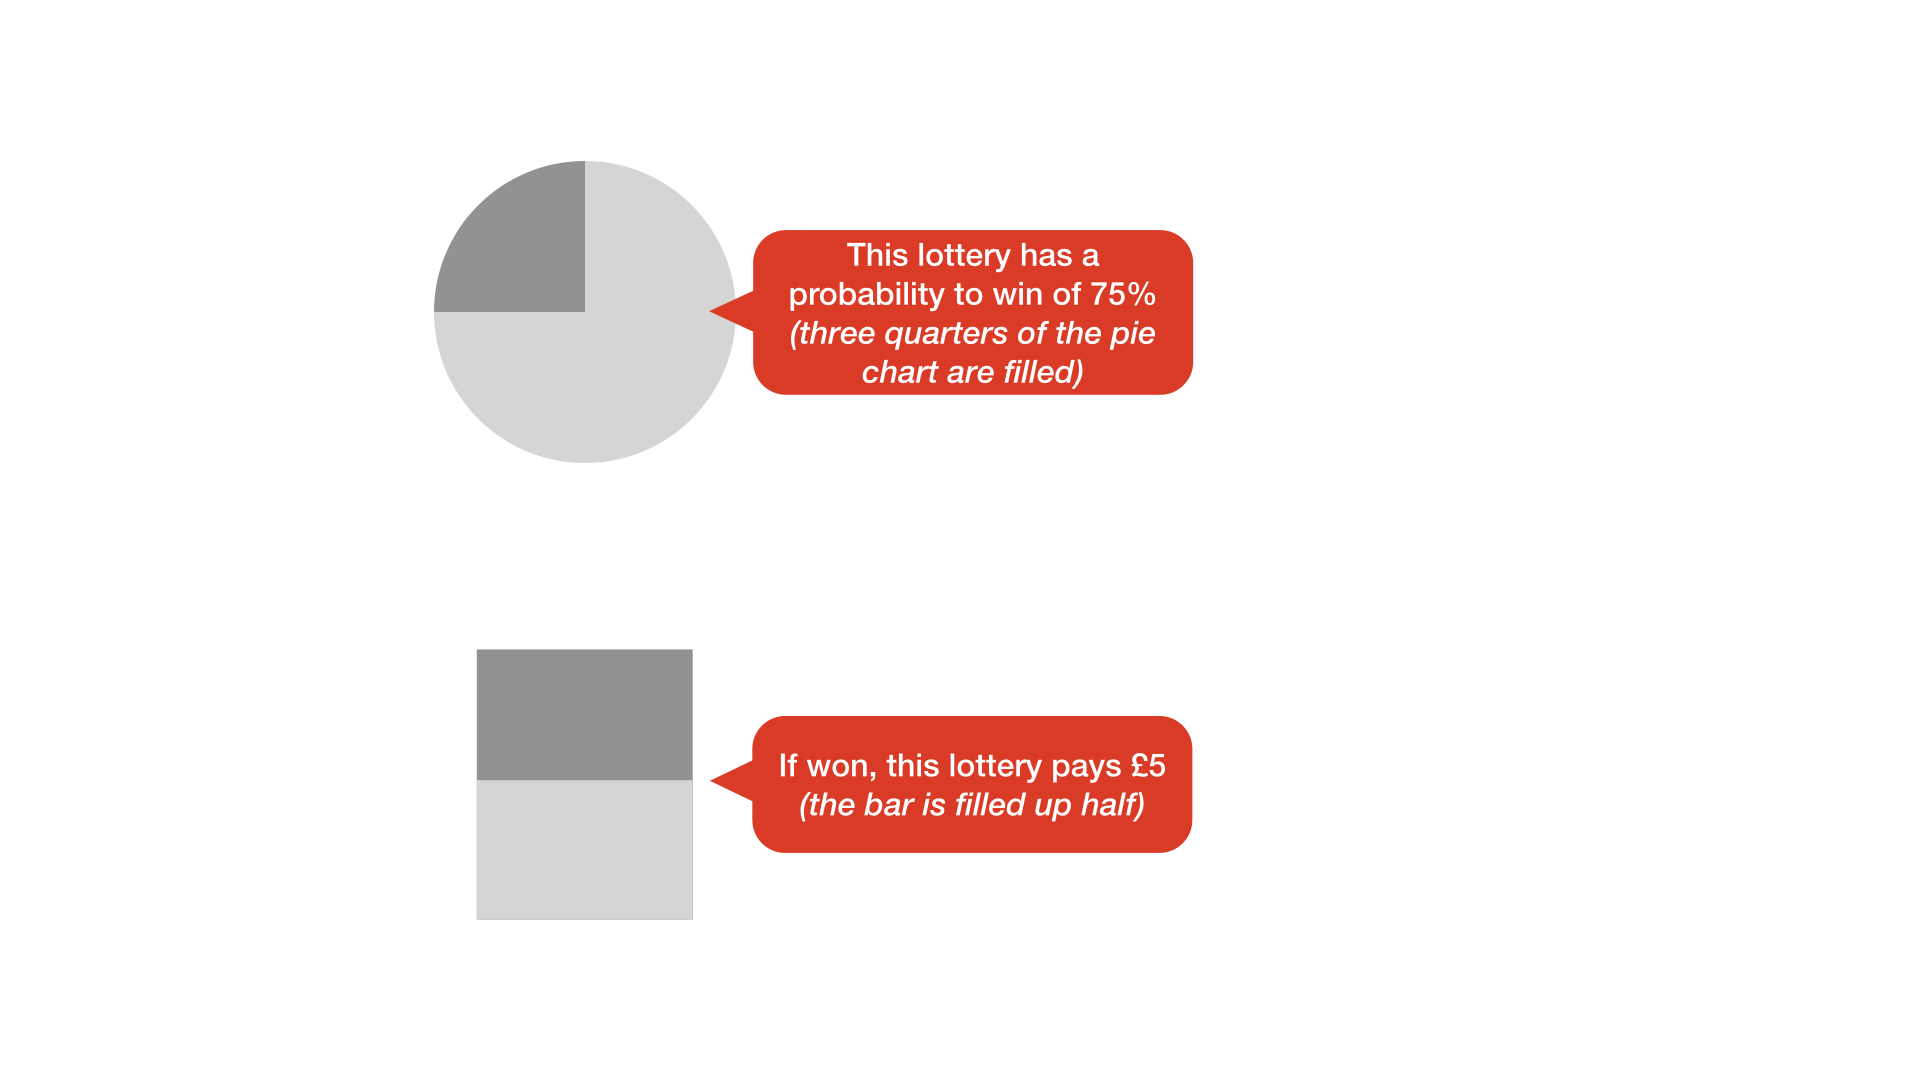 This lottery has a
probability to win of 75%
(three quarters of the pie
chart are filled)
If won, this lottery pays £5
(the bar is filled up half)